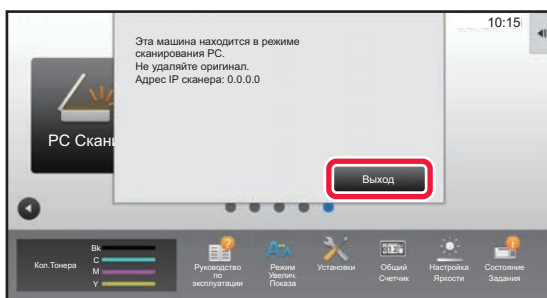 10:15
Эта машина находится в режиме
сканирования PC.
Не удаляйте оригинал.
Адрес IP сканера: 0.0.0.0
PC Скан
Выход
Кол.Тонера
Bk
C
M
Y
Руководство
по
эксплуатации
Режим
Увелич.
Показа
Установки
Общий
Счетчик
Настройка
Яркости
Состояние
Задания